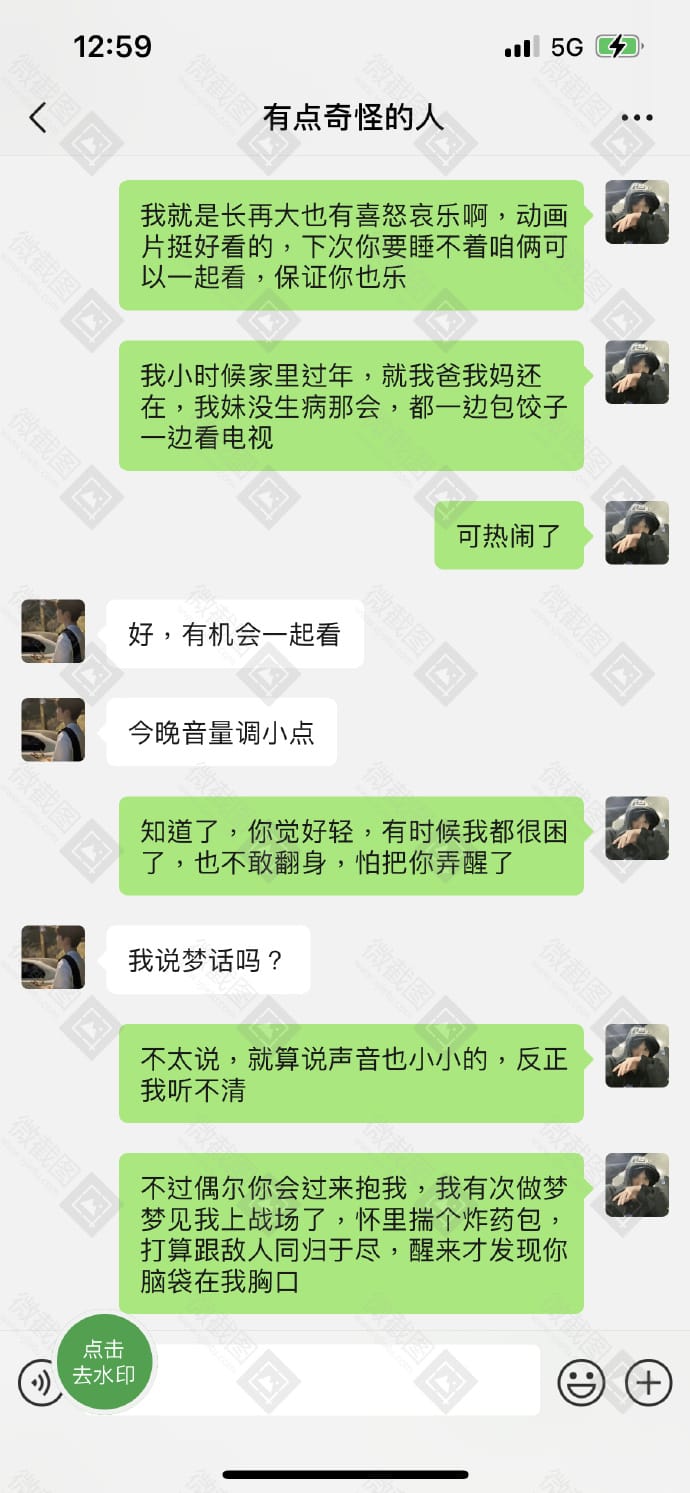 12:59
5G
有点奇怪的人
我就是长再大也有喜怒哀乐啊，动画
片挺好看的，下次你要睡不着咱俩可
以一起看，保证你也乐
我小时候家里过年，就我爸我妈还
在，我妹没生病那会，都一边包饺子
一边看电视
可热闹了
好，有机会一起看
今晚音量调小点
知道了，你觉好轻，有时候我都很困
了，也不敢翻身，怕把你弄醒了
我说梦话吗？
不太说，就算说声音也小小的，反正
我听不清
不过偶尔你会过来抱我，我有次做梦
梦见我上战场了，怀里揣个炸药包，
打算跟敌人同归于尽，醒来才发现你
脑袋在我胸口
点击
去水印
微截图